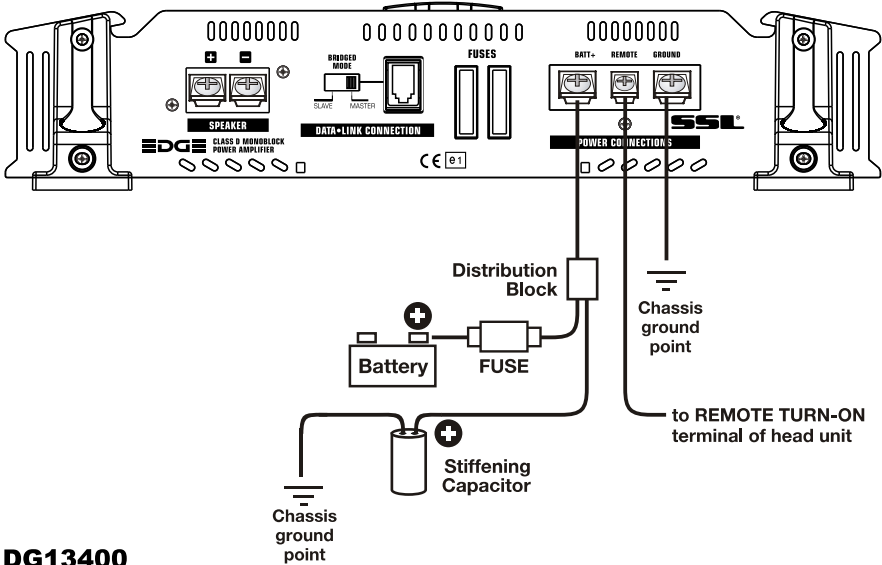 BRIDGED
MODE
FUSES
BATT+ REMOTE GROUND
SLAVE MASTER
SPEAKER
DATA•LINK CONNECTION
SSL®
EDGE
CLASS D MONOBLOCK
POWER AMPLIFIER
CE e1
POWER CONNECTIONS
Distribution
Block
Chassis
ground
point
Battery
FUSE
to REMOTE TURN-ON
terminal of head unit
Stiffening
Capacitor
Chassis
ground
point
DG13400